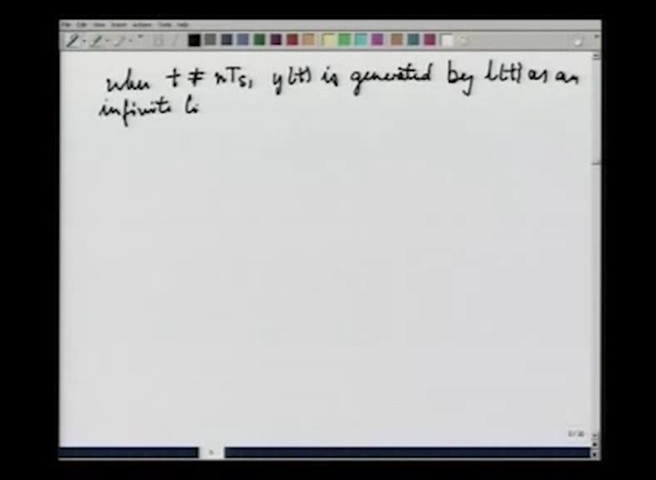 when t ≠ nTs, y(t) is generated by h(t) as an
infinite li